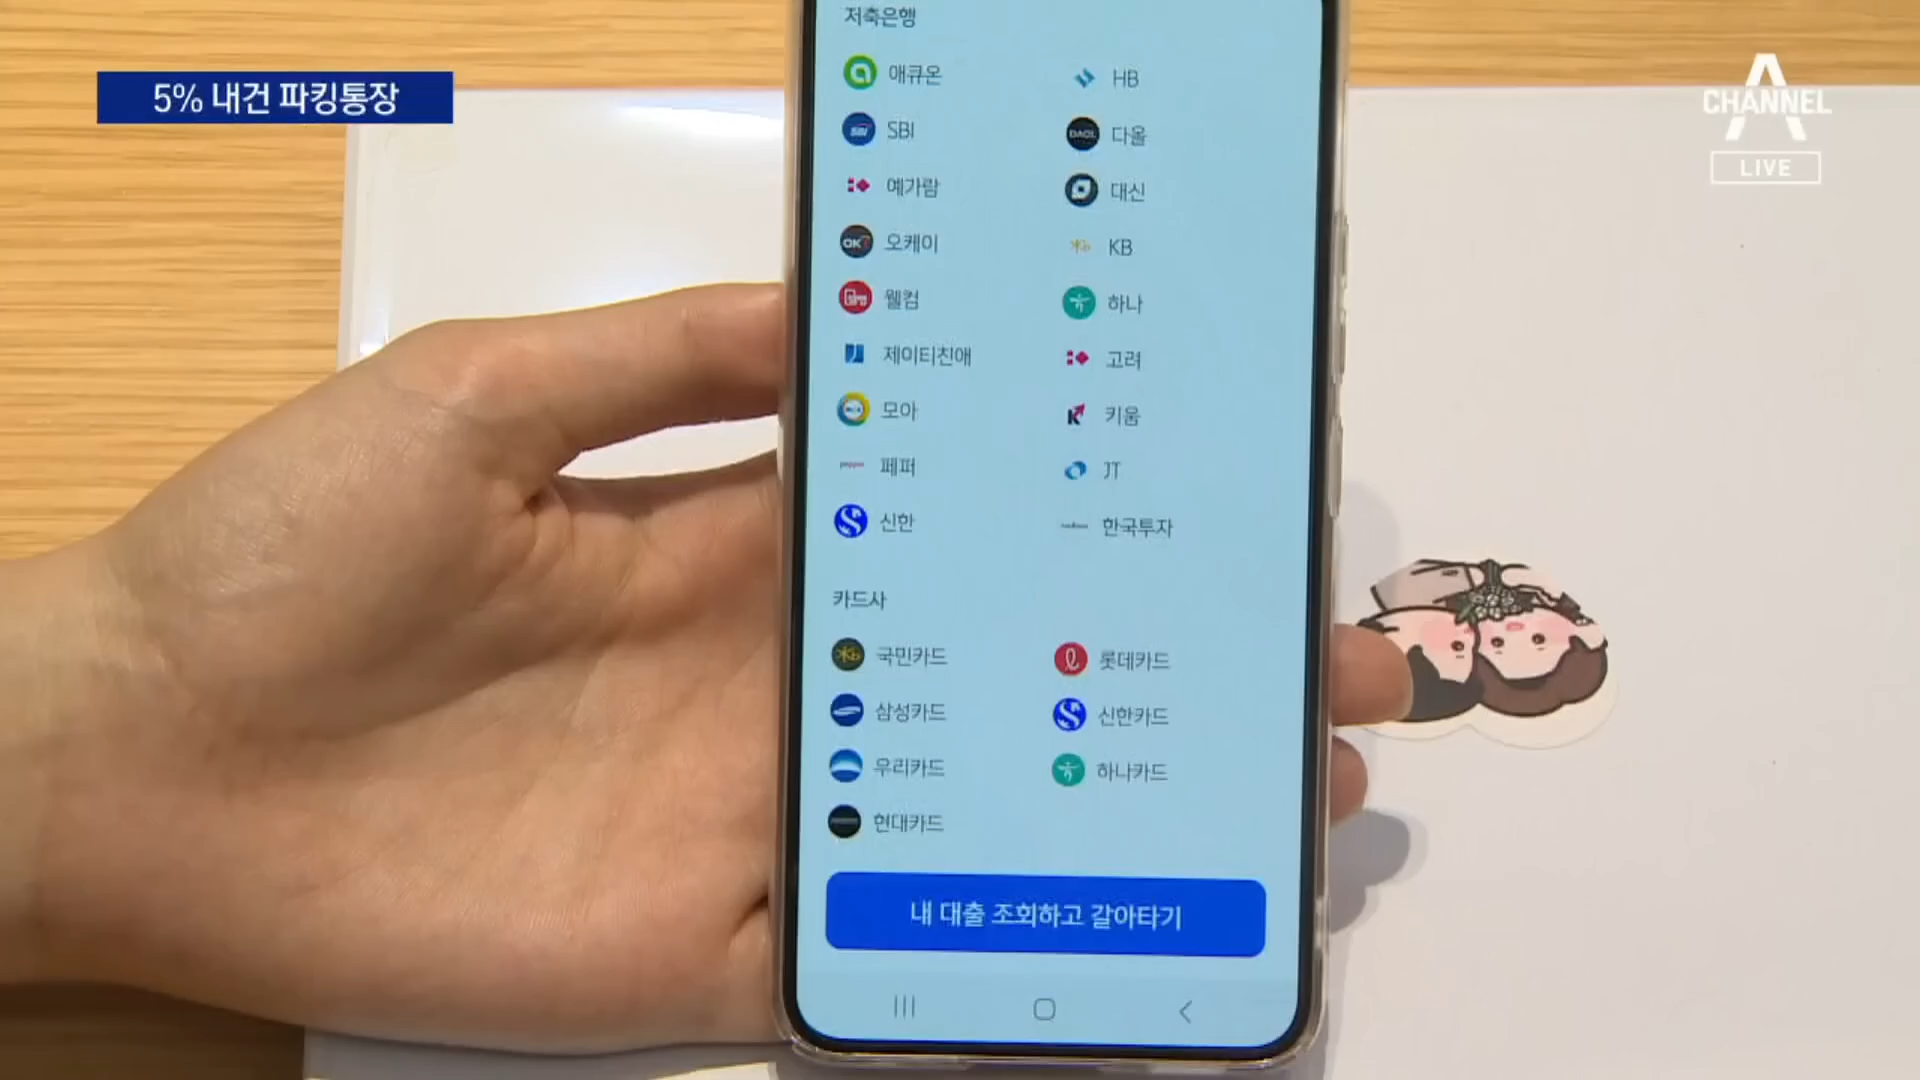 5% 내건 파킹통장
CHANNEL A
LIVE
저축은행
애큐온 HB
SBI 다올
예가람 대신
오케이 KB
웰컴 하나
제이티친애 고려
모아 키움
페퍼 JT
신한 한국투자
카드사
국민카드 롯데카드
삼성카드 신한카드
우리카드 하나카드
현대카드
내 대출 조회하고 갈아타기